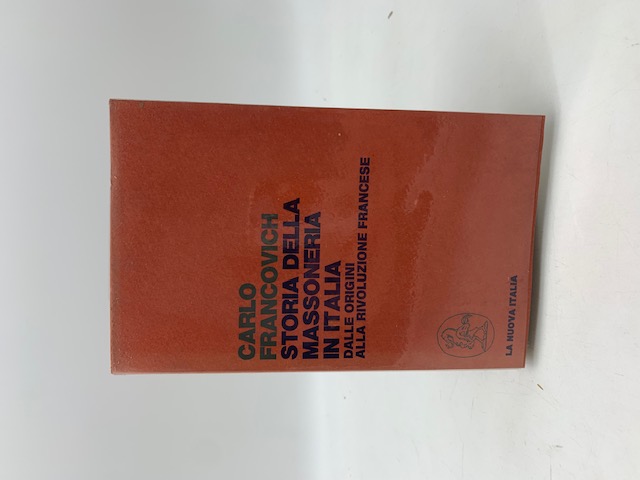 CARLO
FRANCOVICH
STORIA DELLA
MASSONERIA
IN ITALIA
DALLE ORIGINI
ALLA RIVOLUZIONE FRANCESE
LA NUOVA ITALIA